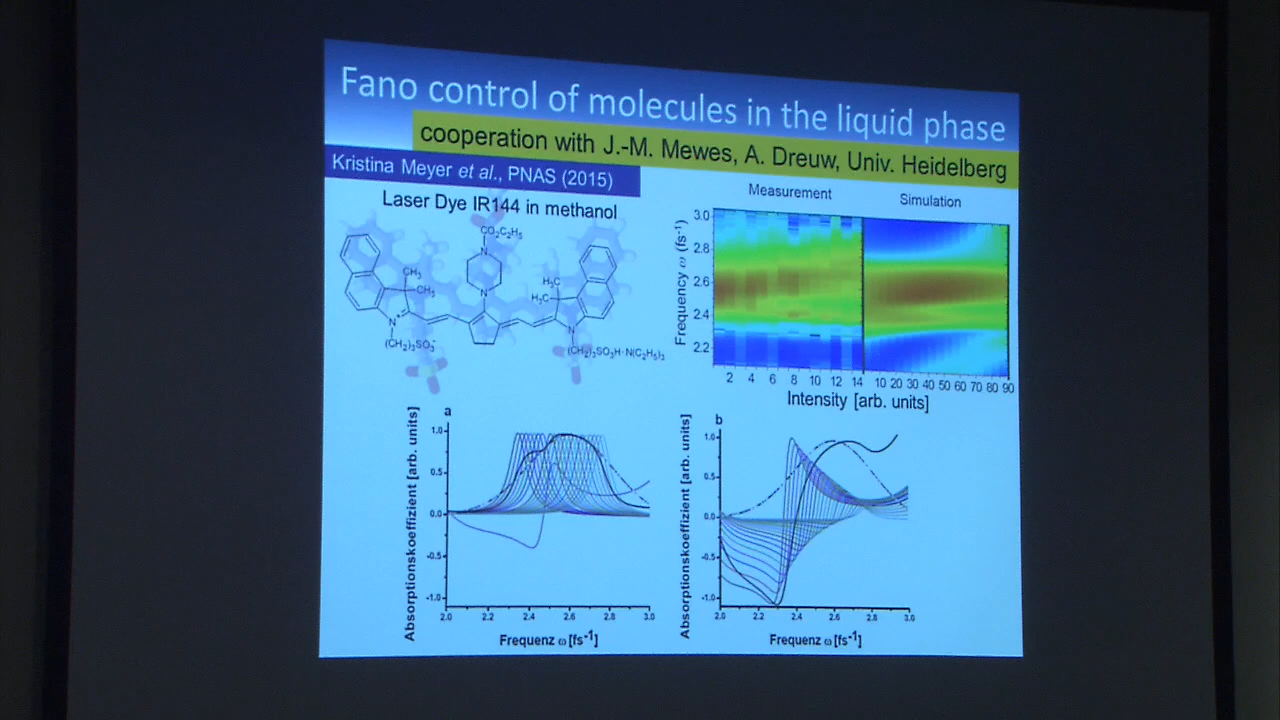 Fano control of molecules in the liquid phase
cooperation with J.-M. Mewes, A. Dreuw, Univ. Heidelberg
Kristina Meyer et al., PNAS (2015)
Laser Dye IR144 in methanol
CO₂C₂H₅
N
N
CH₃
CH₃
H₃C
H₃C
N
N
(CH₂)₃SO₃⁻
(CH₂)₃SO₃H·N(C₂H₅)₃
Measurement
Simulation
Frequency ω (fs⁻¹)
3.0
2.8
2.6
2.4
2.2
2 4 6 8 10 12 14
10 20 30 40 50 60 70 80 90
Intensity [arb. units]
a
Absorptionskoeffizient [arb. units]
1.0
0.5
0.0
-0.5
-1.0
2.0 2.2 2.4 2.6 2.8 3.0
Frequenz ω [fs⁻¹]
b
Absorptionskoeffizient [arb. units]
1.0
0.5
0.0
-0.5
-1.0
2.0 2.2 2.4 2.6 2.8 3.0
Frequenz ω [fs⁻¹]